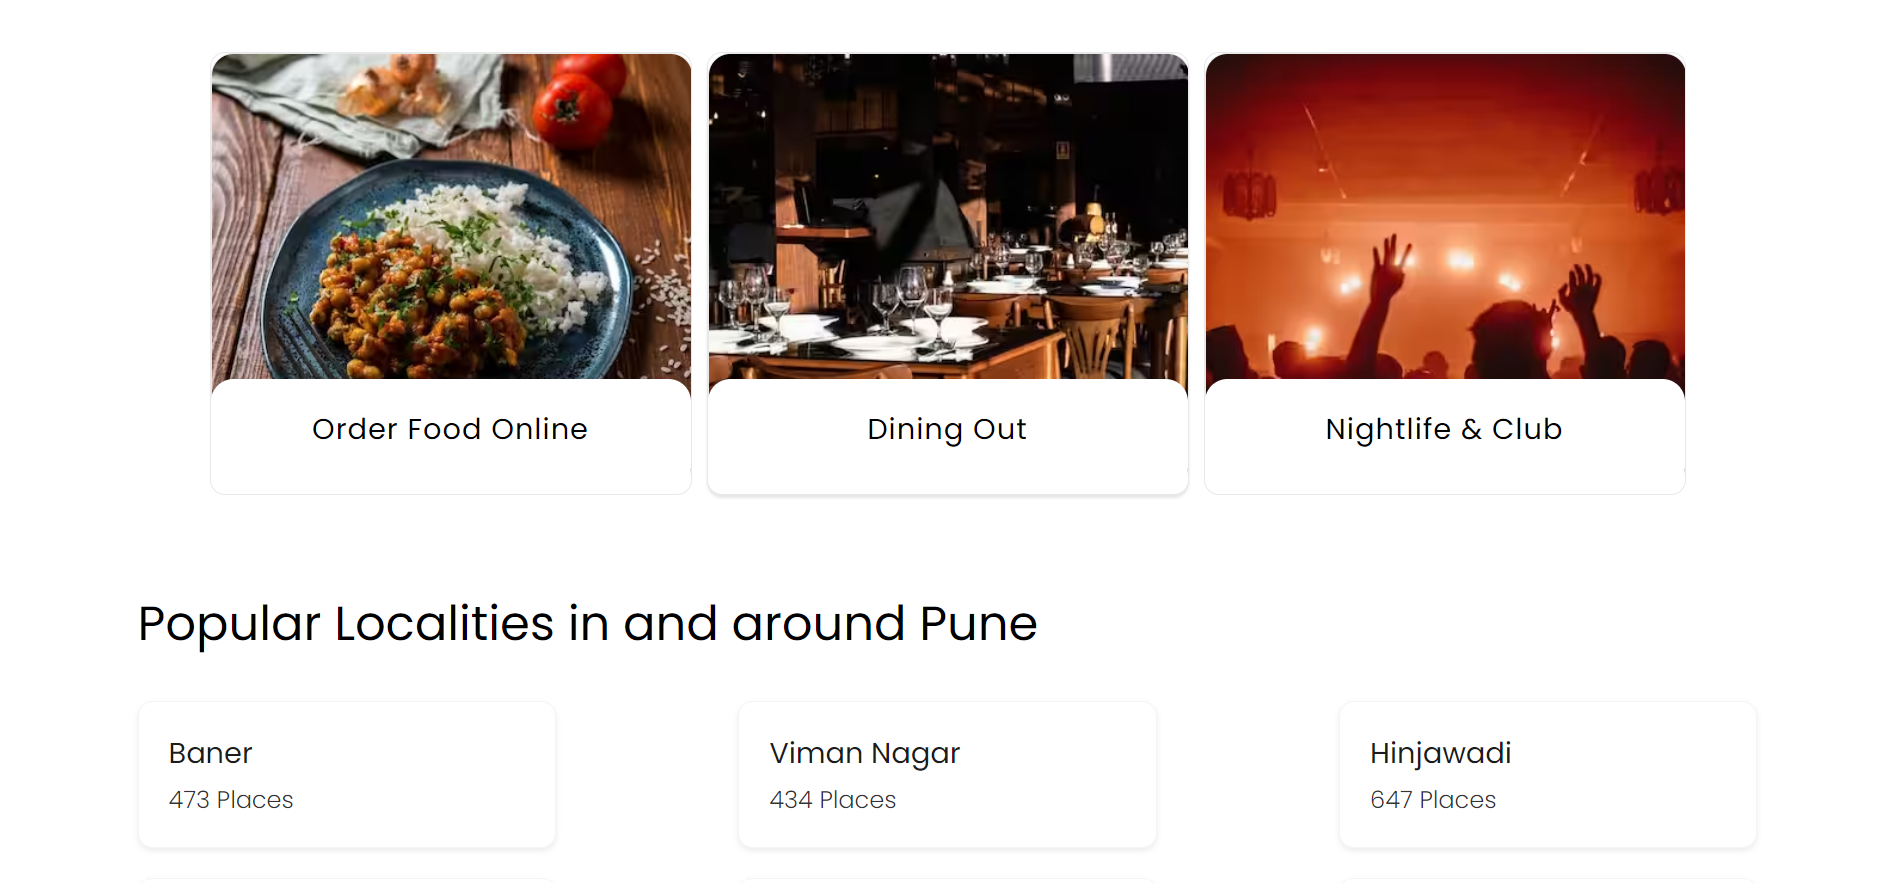 Order Food Online
Dining Out
Nightlife & Club
Popular Localities in and around Pune
Baner
473 Places
Viman Nagar
434 Places
Hinjawadi
647 Places